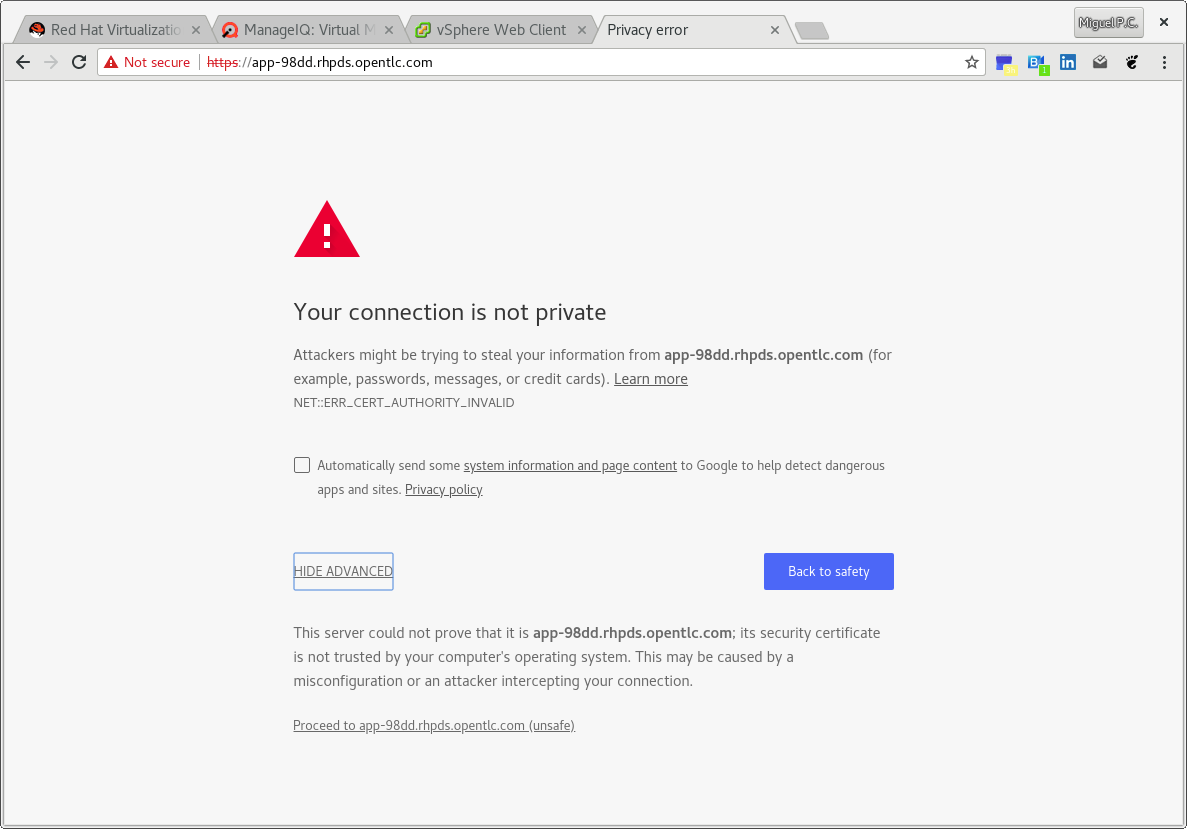 Red Hat Virtualizatio
ManageIQ: Virtual M
vSphere Web Client
Privacy error
Miguel P.C.
Not secure
https://app-98dd.rhpds.opentlc.com
Your connection is not private
Attackers might be trying to steal your information from app-98dd.rhpds.opentlc.com (for
example, passwords, messages, or credit cards). Learn more
NET::ERR_CERT_AUTHORITY_INVALID
Automatically send some system information and page content to Google to help detect dangerous
apps and sites. Privacy policy
HIDE ADVANCED
Back to safety
This server could not prove that it is app-98dd.rhpds.opentlc.com; its security certificate
is not trusted by your computer's operating system. This may be caused by a
misconfiguration or an attacker intercepting your connection.
Proceed to app-98dd.rhpds.opentlc.com (unsafe)